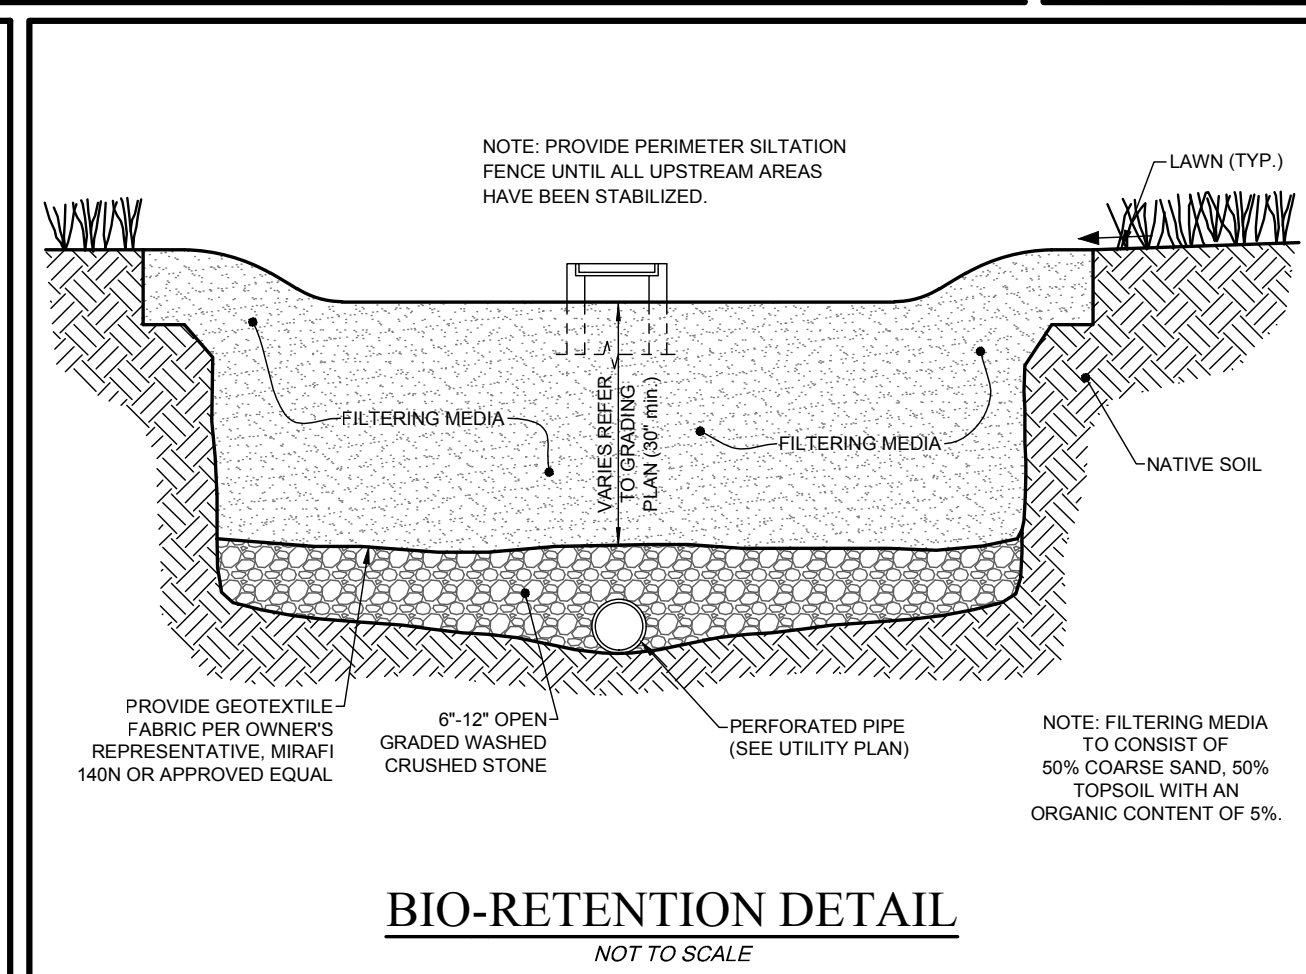 NOTE: PROVIDE PERIMETER SILTATION
FENCE UNTIL ALL UPSTREAM AREAS
HAVE BEEN STABILIZED.
LAWN (TYP.)
FILTERING MEDIA
VARIES REFER
TO GRADING
PLAN (30" min.)
FILTERING MEDIA
NATIVE SOIL
PROVIDE GEOTEXTILE
FABRIC PER OWNER'S
REPRESENTATIVE, MIRAFI
140N OR APPROVED EQUAL
6"-12" OPEN
GRADED WASHED
CRUSHED STONE
PERFORATED PIPE
(SEE UTILITY PLAN)
NOTE: FILTERING MEDIA
TO CONSIST OF
50% COARSE SAND, 50%
TOPSOIL WITH AN
ORGANIC CONTENT OF 5%.
BIO-RETENTION DETAIL
NOT TO SCALE